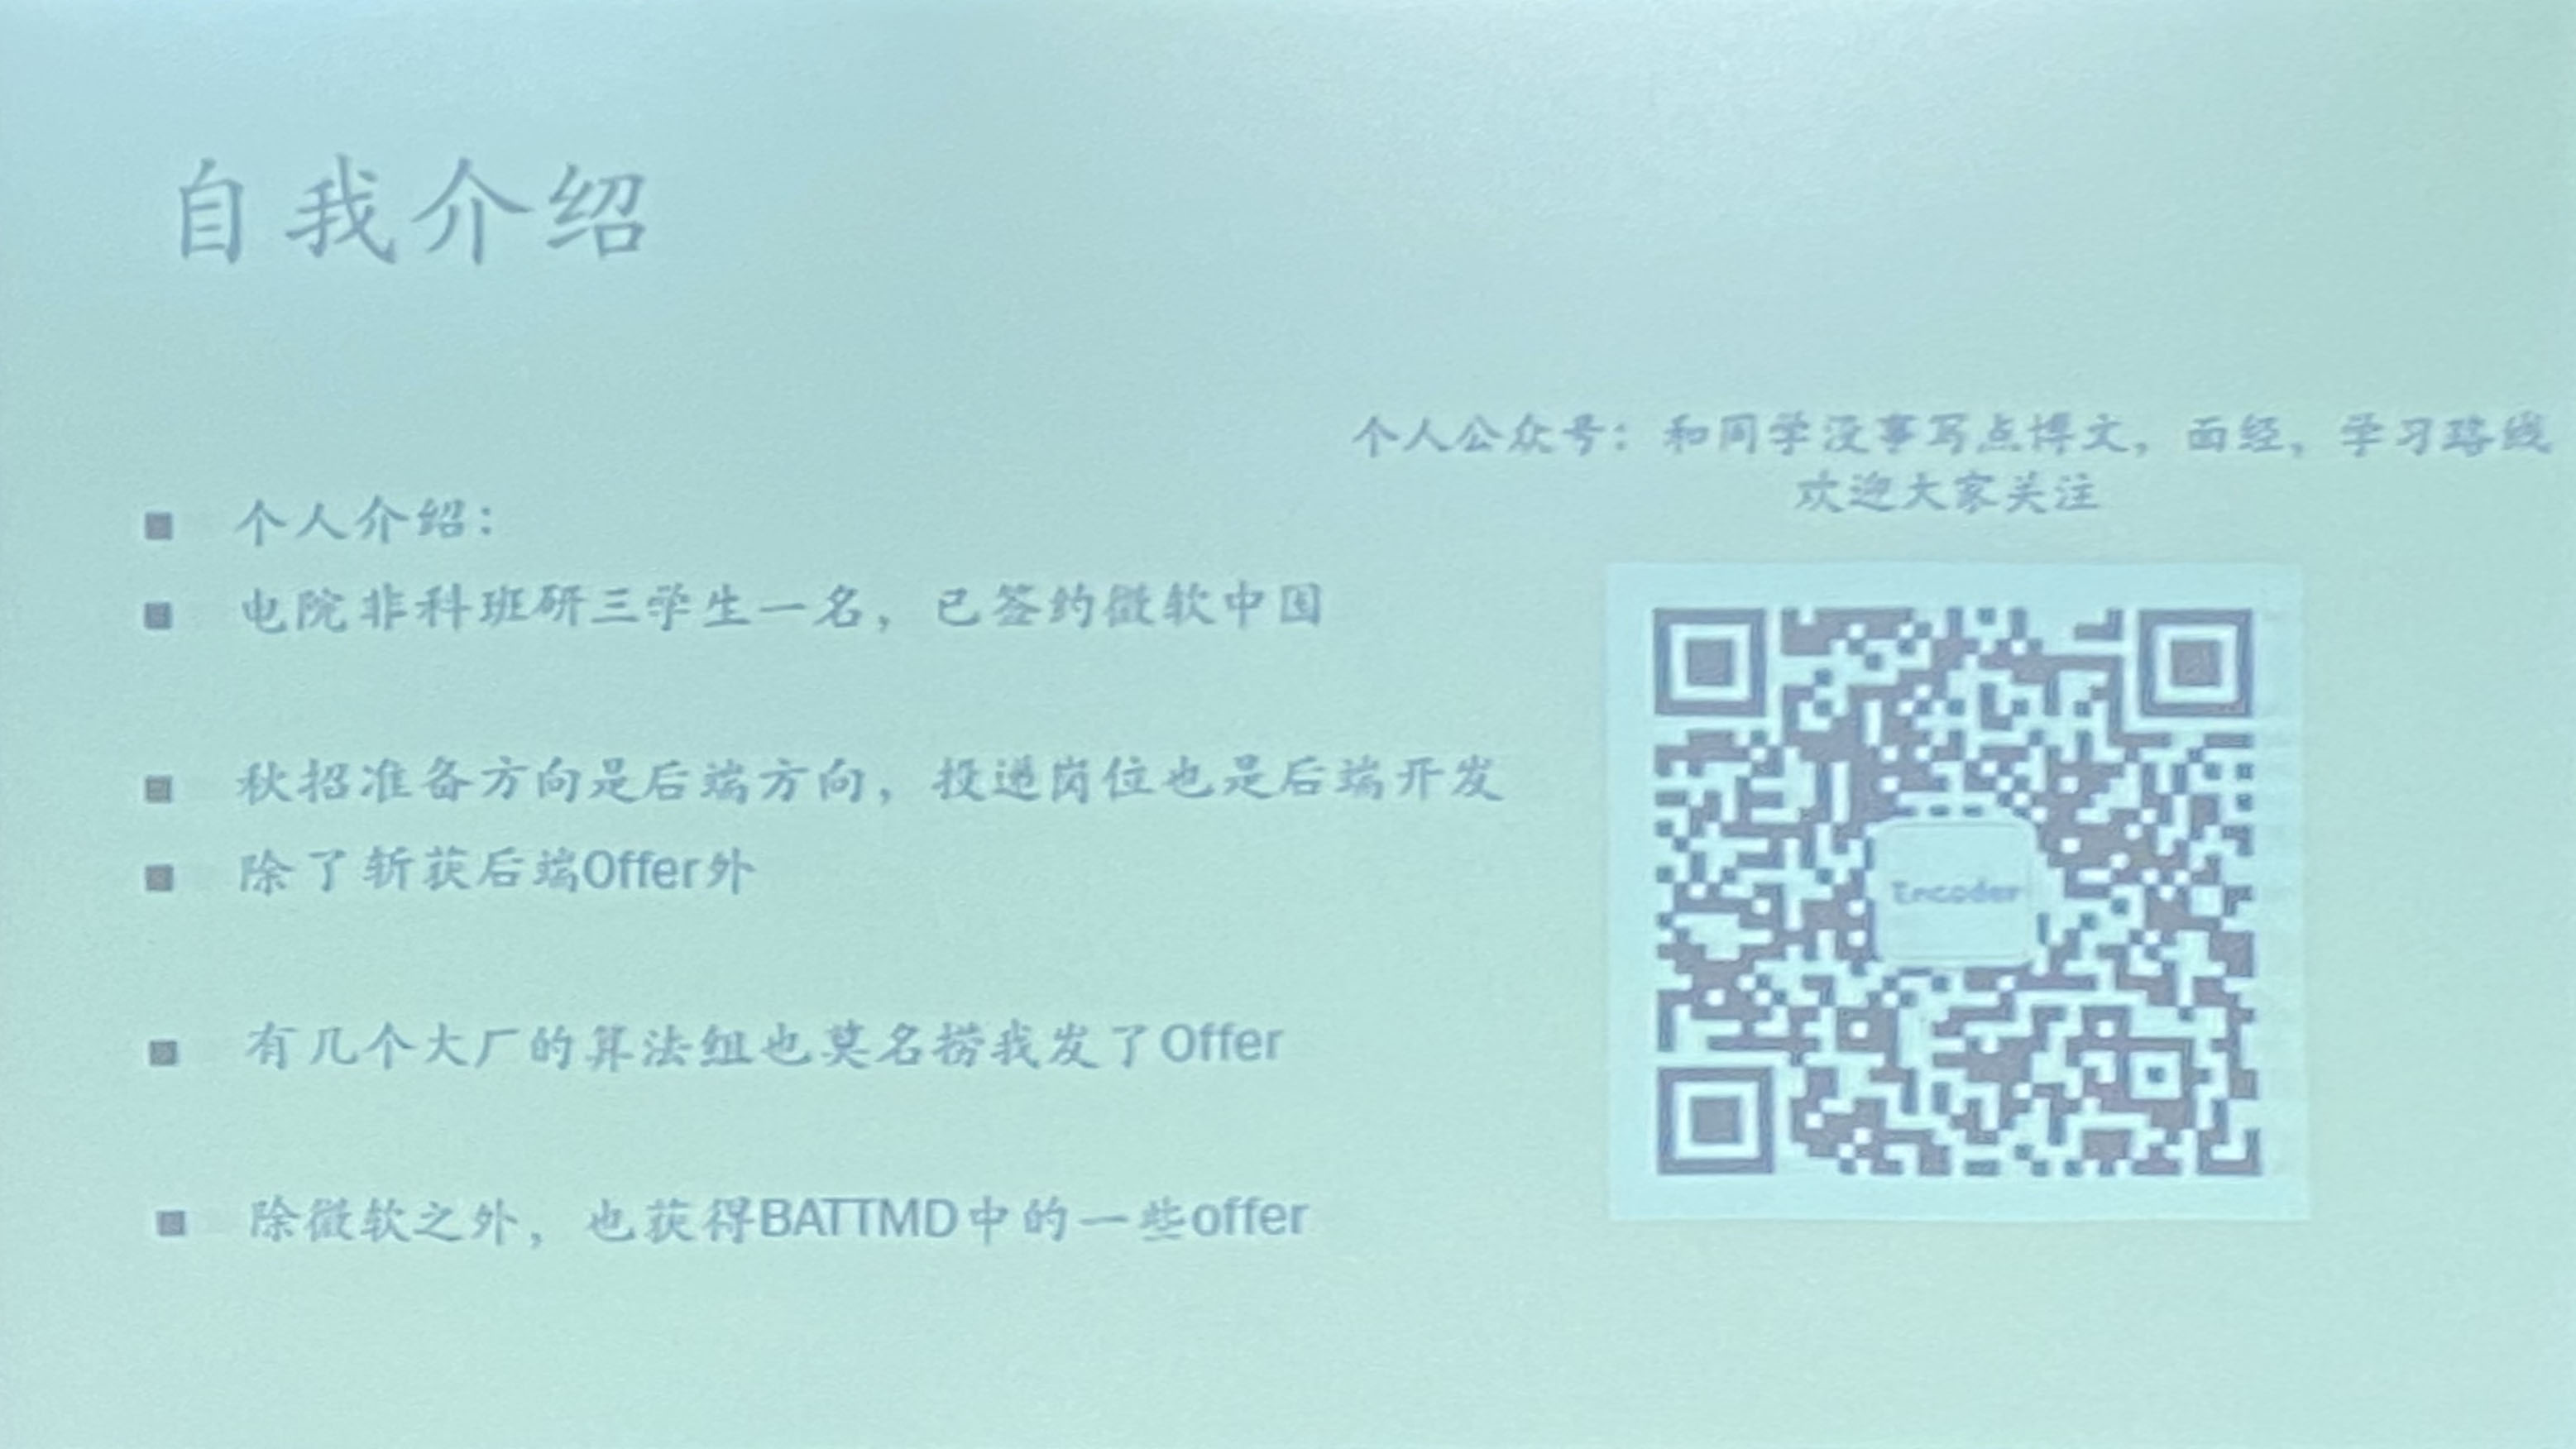 自我介绍
个人公众号：和同学没事写点博文，面经，学习路线
欢迎大家关注
个人介绍：
电院非科班研三学生一名，已签约微软中国
秋招准备方向是后端方向，投递岗位也是后端开发
除了斩获后端Offer外
Encoder
有几个大厂的算法组也莫名捞我发了Offer
除微软之外，也获得BATTMD中的一些offer